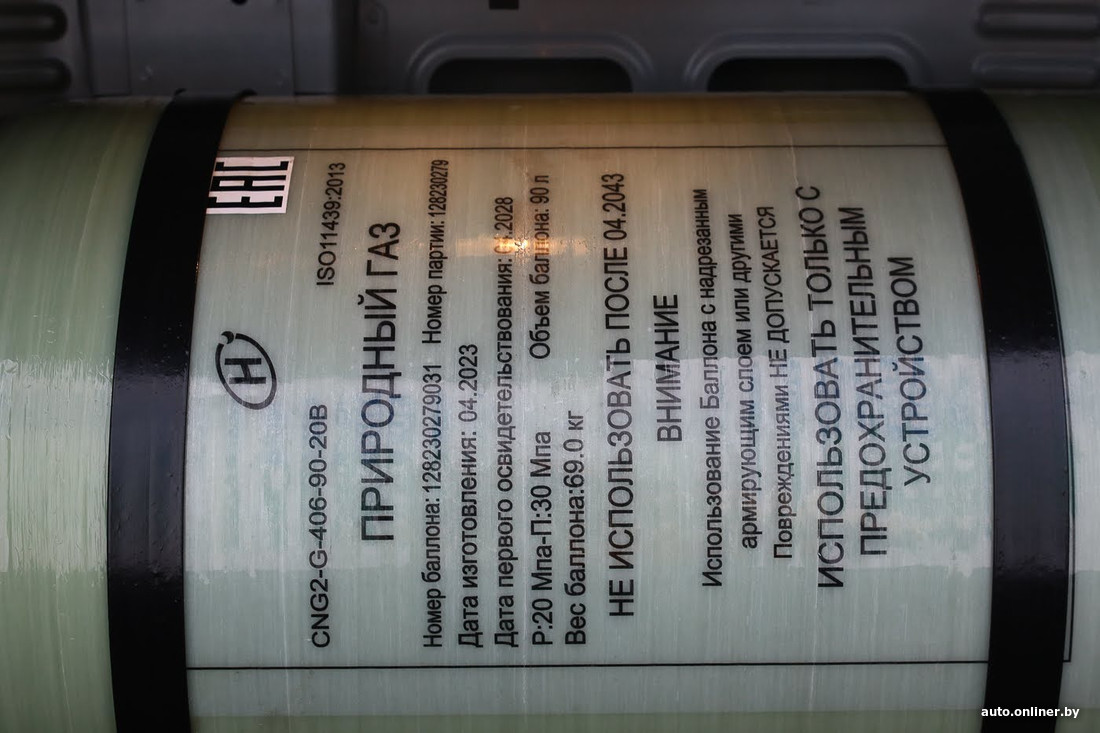 EAC
H
CNG2-G-406-90-20B ISO11439:2013
ПРИРОДНЫЙ ГАЗ
Номер баллона: 128230279031 Номер партии: 128230279
Дата изготовления: 04.2023
Дата первого освидетельствования: 04.2028
Р:20 Мпа-П:30 Мпа Объем баллона: 90 л
Вес баллона:69.0 кг
НЕ ИСПОЛЬЗОВАТЬ ПОСЛЕ 04.2043
ВНИМАНИЕ
Использование Баллона с надрезанным
армирующим слоем или другими
Повреждениями НЕ ДОПУСКАЕТСЯ
ИСПОЛЬЗОВАТЬ ТОЛЬКО С
ПРЕДОХРАНИТЕЛЬНЫМ
УСТРОЙСТВОМ
auto.onliner.by